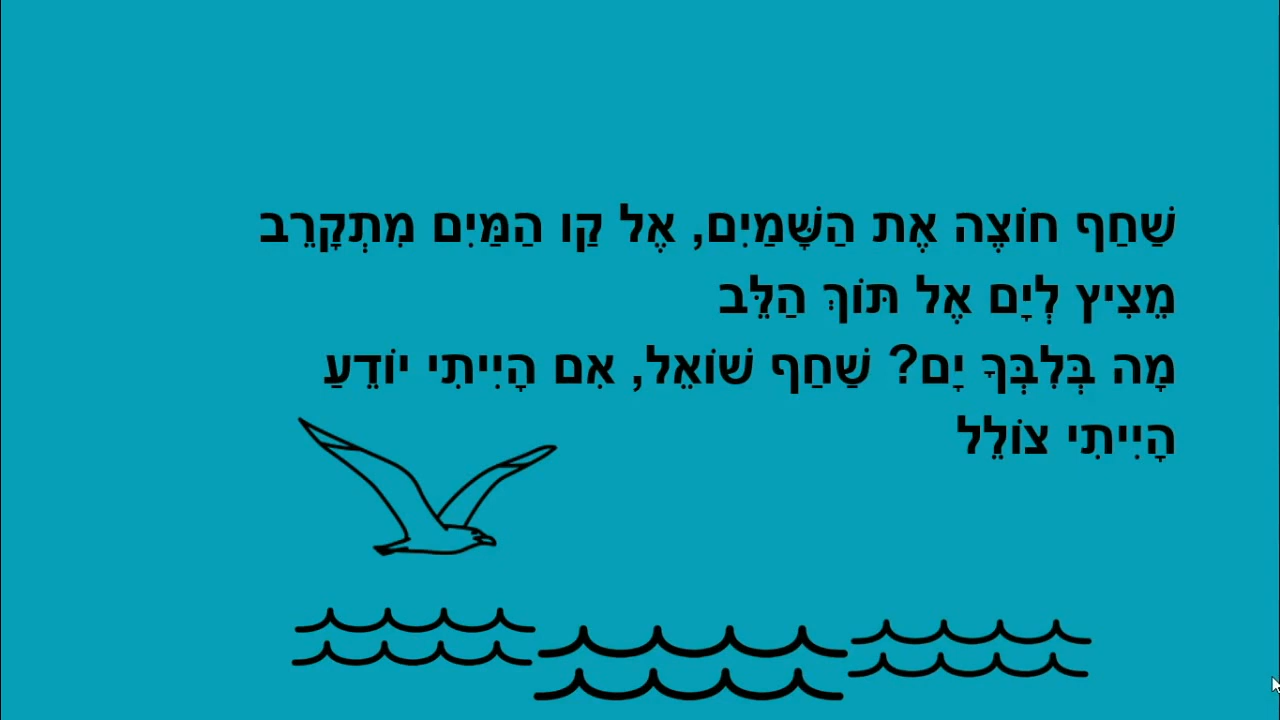 שַׁחַף חוֹצֶה אֶת הַשָּׁמַיִם, אֶל קַו הַמַּיִם מִתְקָרֵב
מֵצִיץ לְיָם אֶל תּוֹךְ הַלֵּב
מָה בְּלִבְּךָ יָם? שַׁחַף שׁוֹאֵל, אִם הָיִיתִי יוֹדֵעַ
הָיִיתִי צוֹלֵל